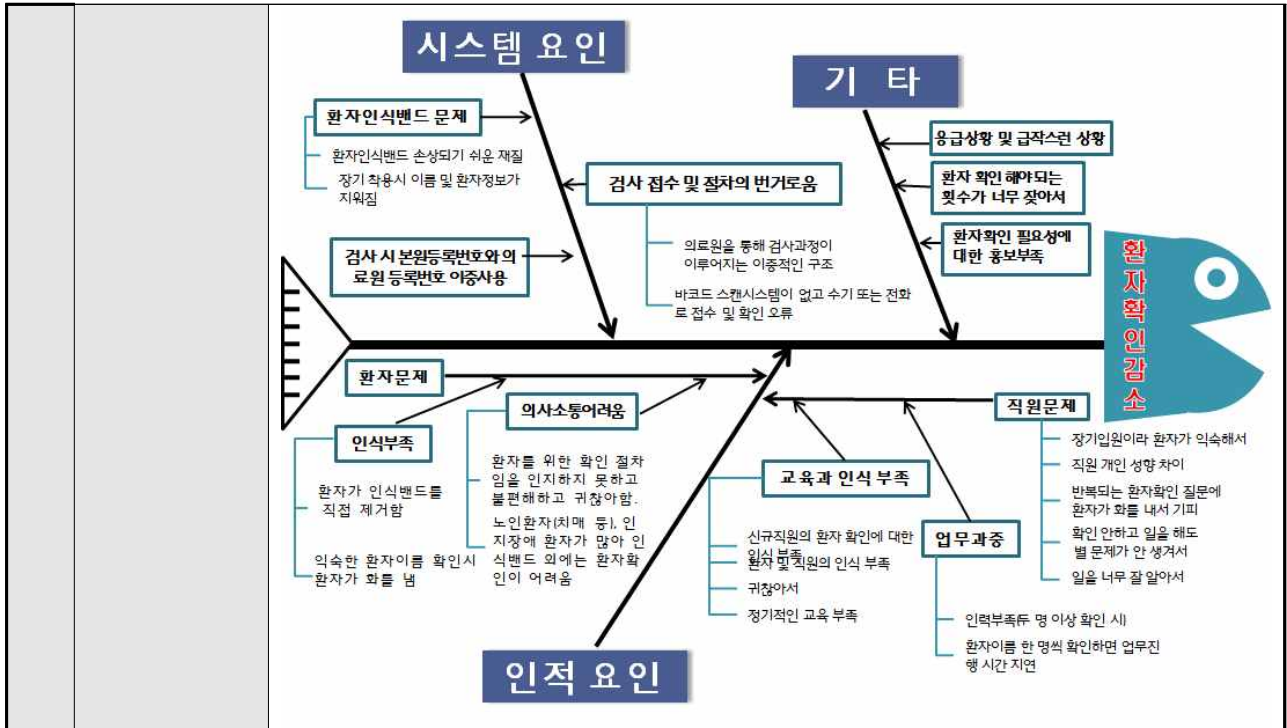 시스템 요인
기 타
환자인식밴드 문제
환자인식밴드 손상되기 쉬운 재질
장기 착용시 이름 및 환자정보가
지워짐
검사 시 본원등록번호와 의
료원 등록번호 이중사용
검사 접수 및 절차의 번거로움
의료원을 통해 검사과정이
이루어지는 이중적인 구조
바코드 스캔시스템이 없고 수기 또는 전화
로 접수 및 확인 오류
응급상황 및 급작스런 상황
환자 확인 해야되는
횟수가 너무 잦아서
환자확인 필요성에
대한 홍보부족
환자확인감소
환자문제
인식부족
환자가 인식밴드를
직접 제거함
익숙한 환자이름 확인시
환자가 화를 냄
의사소통어려움
환자를 위한 확인 절차
임을 인지하지 못하고
불편해하고 귀찮아함.
노인환자(치매 등), 인
지장애 환자가 많아 인
식밴드 외에는 환자확
인이 어려움
직원문제
장기입원이라 환자가 익숙해서
직원 개인 성향 차이
반복되는 환자확인 질문에
환자가 화를 내서 기피
확인 안하고 일을 해도
별 문제가 안 생겨서
일을 너무 잘 알아서
교육과 인식 부족
신규직원의 환자 확인에 대한
인식 부족
환자 및 직원의 인식 부족
귀찮아서
정기적인 교육 부족
업무과중
인력부족(두 명 이상 확인 시)
환자이름 한 명씩 확인하면 업무진
행 시간 지연
인적 요인